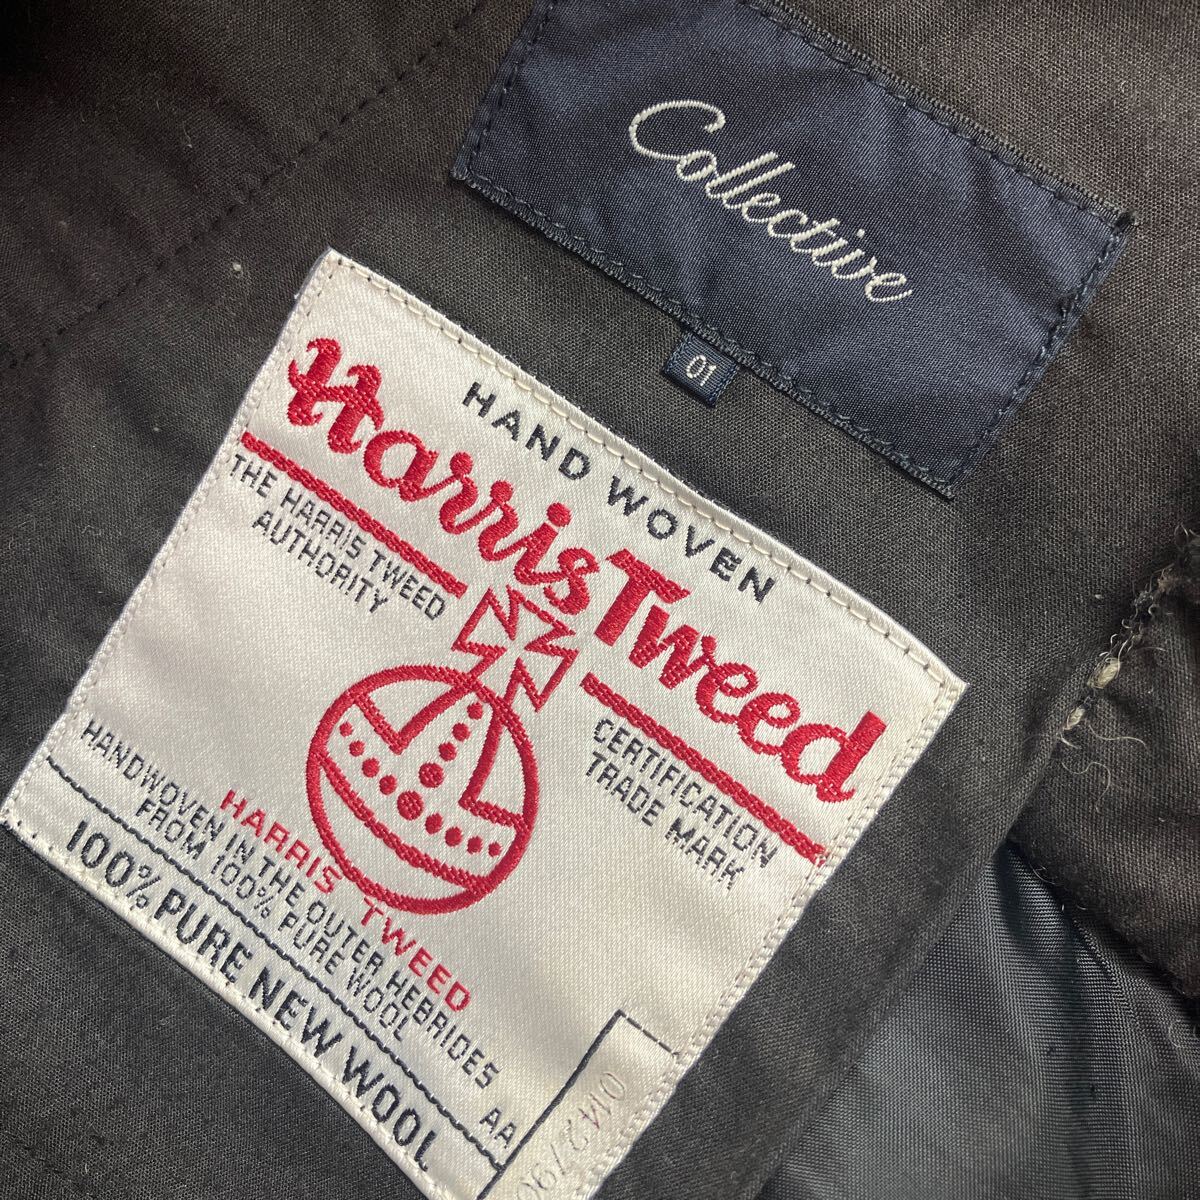 Collective
01
HAND WOVEN
Harris Tweed
THE HARRIS TWEED
AUTHORITY
CERTIFICATION
TRADE MARK
HARRIS TWEED
HANDWOVEN IN THE OUTER HEBRIDES
FROM 100% PURE WOOL
AA
100% PURE NEW WOOL